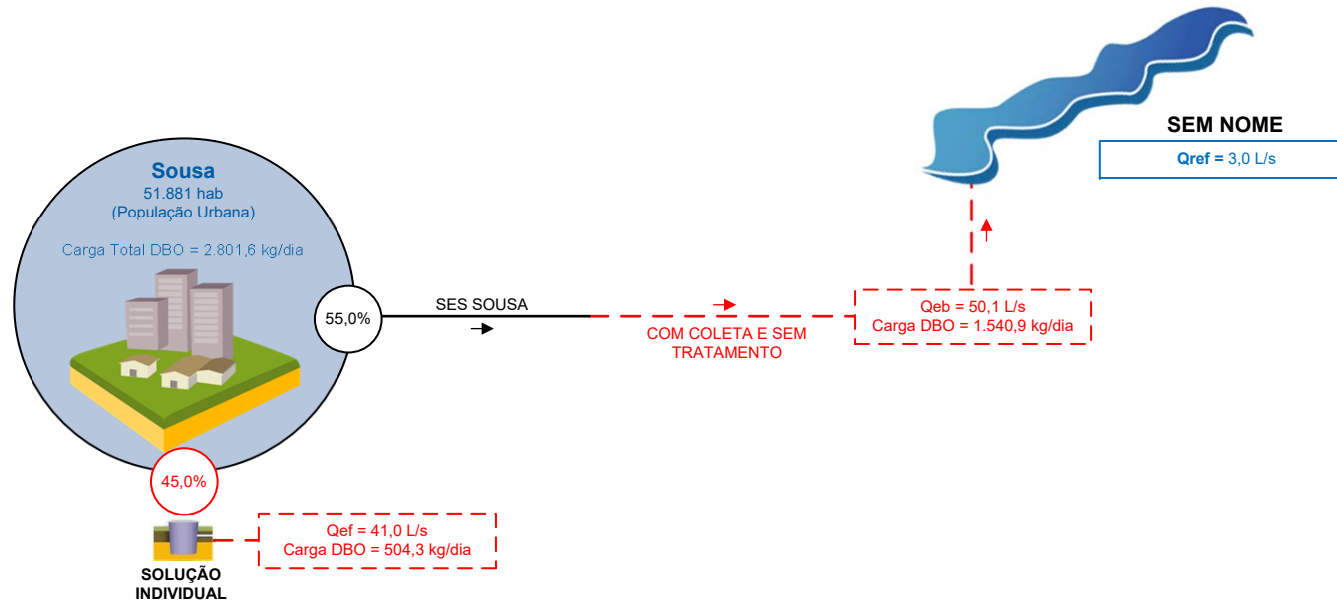 SEM NOME
Qref = 3,0 L/s
Sousa
51.881 hab
(População Urbana)
Carga Total DBO = 2.801,6 kg/dia
55,0%
SES SOUSA
COM COLETA E SEM
TRATAMENTO
Qeb = 50,1 L/s
Carga DBO = 1.540,9 kg/dia
45,0%
Qef = 41,0 L/s
Carga DBO = 504,3 kg/dia
SOLUÇÃO
INDIVIDUAL